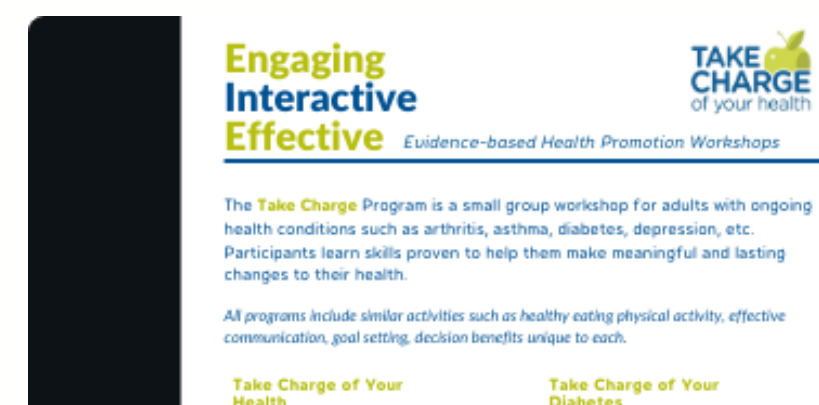 Engaging
Interactive
Effective Evidence-based Health Promotion Workshops
TAKE
CHARGE
of your health
The Take Charge Program is a small group workshop for adults with ongoing
health conditions such as arthritis, asthma, diabetes, depression, etc.
Participants learn skills proven to help them make meaningful and lasting
changes to their health.
All programs include similar activities such as healthy eating physical activity, effective
communication, goal setting, decision benefits unique to each.
Take Charge of Your
Health
Take Charge of Your
Diabetes